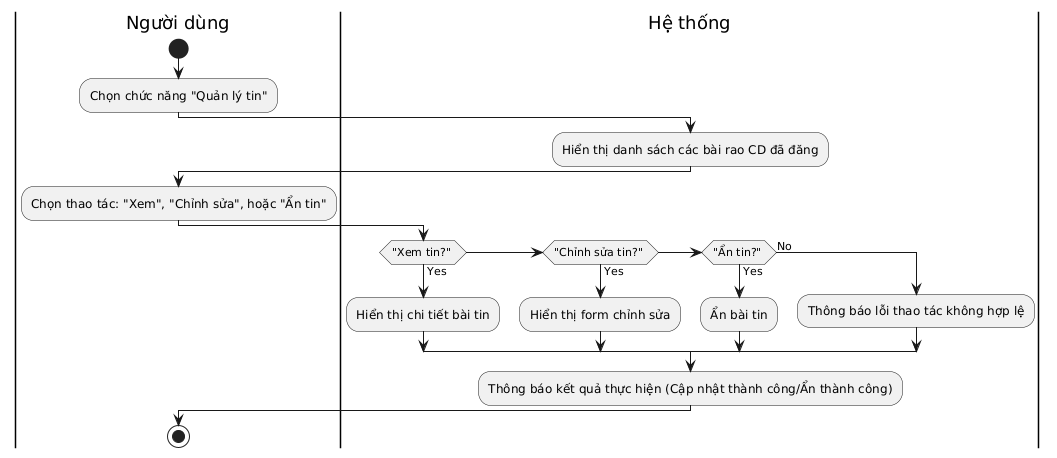 Người dùng
Hệ thống
Chọn chức năng "Quản lý tin"
Hiển thị danh sách các bài rao CD đã đăng
Chọn thao tác: "Xem", "Chỉnh sửa", hoặc "Ẩn tin"
"Xem tin?"
"Chỉnh sửa tin?"
"Ẩn tin?"
No
Yes
Yes
Yes
Hiển thị chi tiết bài tin
Hiển thị form chỉnh sửa
Ẩn bài tin
Thông báo lỗi thao tác không hợp lệ
Thông báo kết quả thực hiện (Cập nhật thành công/Ẩn thành công)